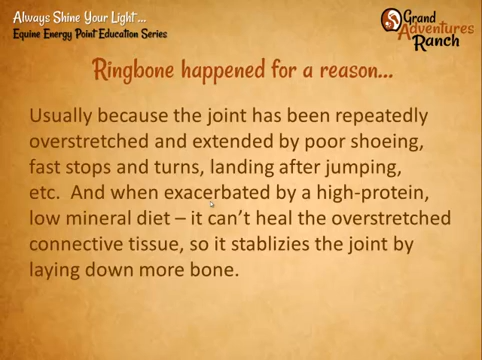 Always Shine Your Light...
Equine Energy Point Education Series
Grand
Adventures
Ranch
Ringbone happened for a reason...
Usually because the joint has been repeatedly
overstretched and extended by poor shoeing,
fast stops and turns, landing after jumping,
etc.  And when exacerbated by a high-protein,
low mineral diet – it can't heal the overstretched
connective tissue, so it stablizies the joint by
laying down more bone.